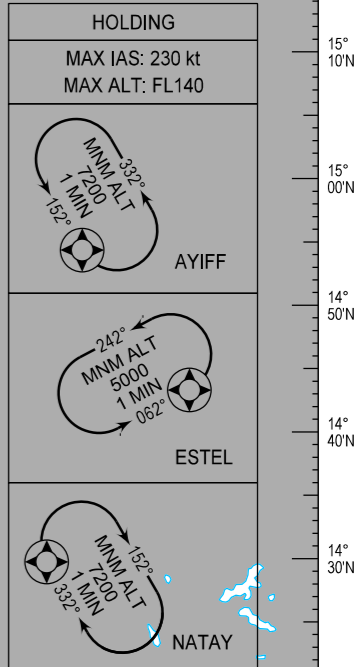 HOLDING
MAX IAS: 230 kt
MAX ALT: FL140
332°
MNM ALT
7200
1 MIN
152°
AYIFF
242°
MNM ALT
5000
1 MIN
062°
ESTEL
152°
MNM ALT
7200
1 MIN
332°
NATAY
15°
10'N
15°
00'N
14°
50'N
14°
40'N
14°
30'N